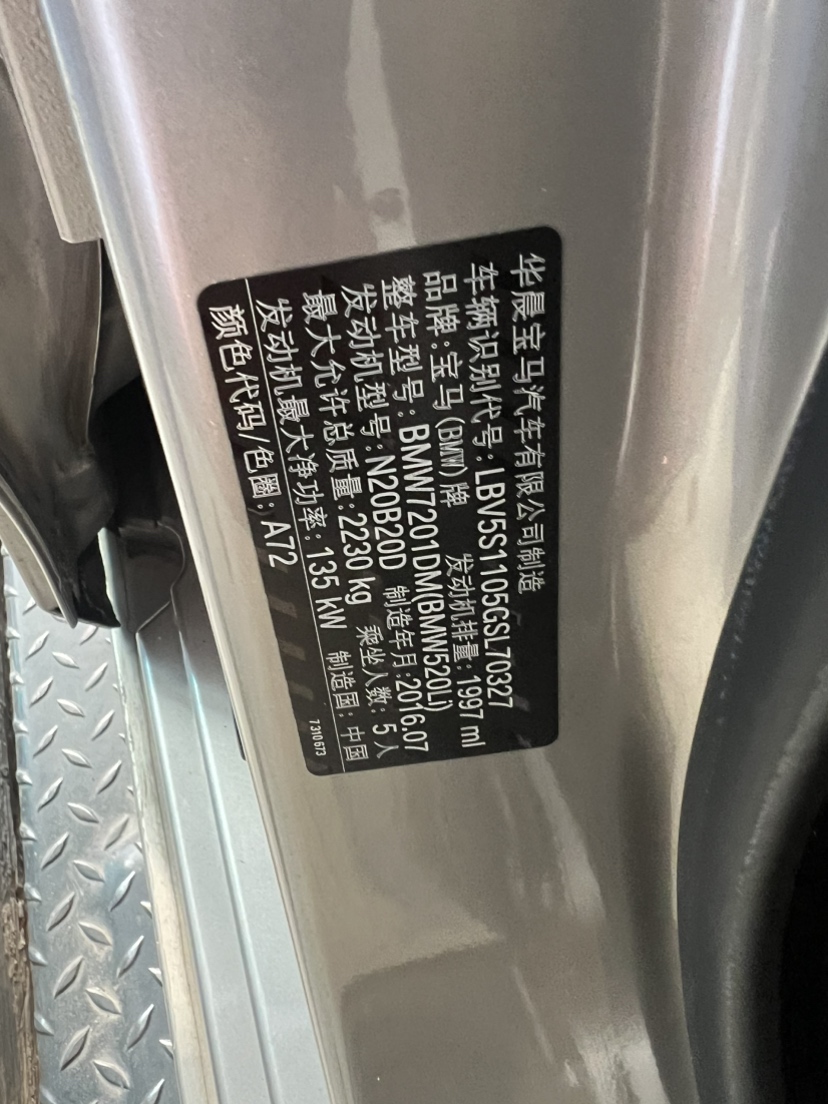 华晨宝马汽车有限公司制造
车辆识别代号:LBV5S1105GSL70327
品牌:宝马(BMW)牌 发动机排量:1997 ml
整车型号:BMW7201DM(BMW520Li)
发动机型号:N20B20D 制造年月:2016.07
最大允许总质量:2230 kg 乘坐人数:5人
发动机最大净功率:135 kW 制造国:中国
颜色代码/色圈:A72 7310573